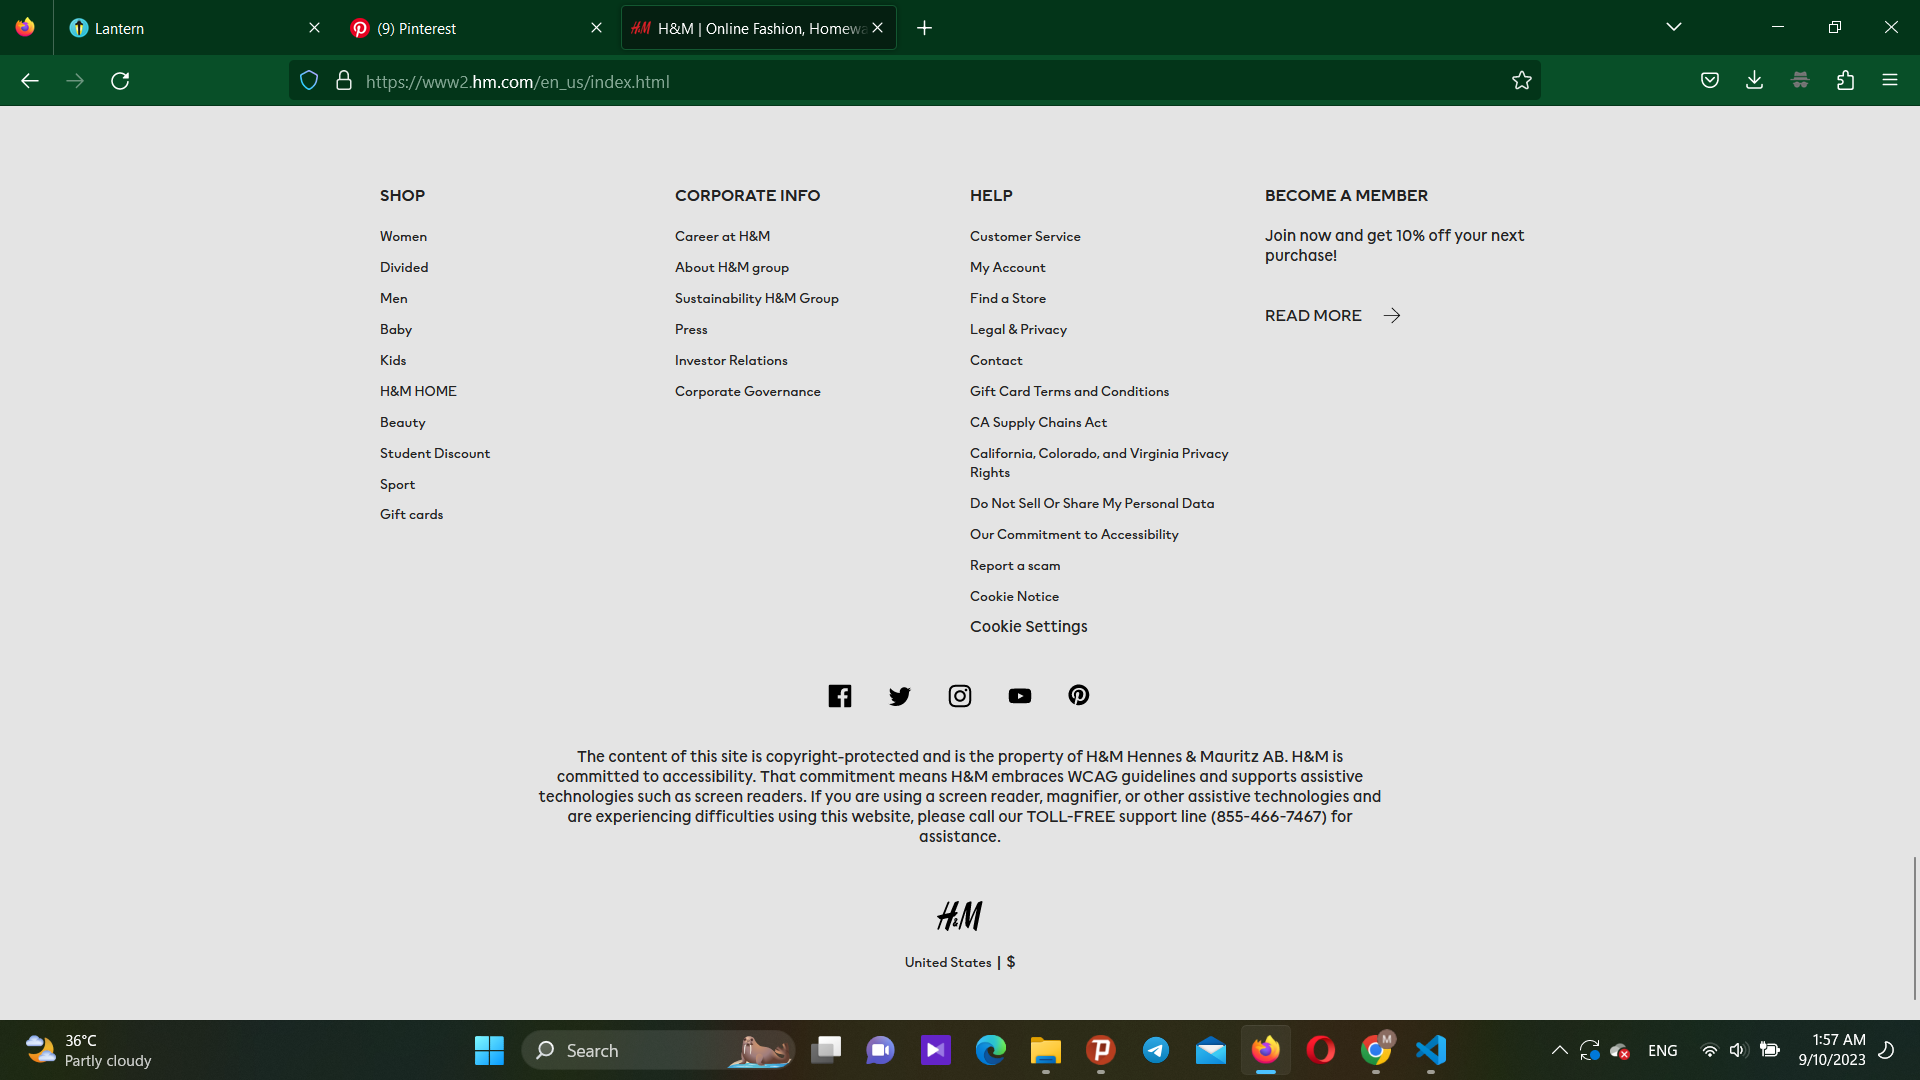 Lantern
(9) Pinterest
H&M | Online Fashion, Homewa
https://www2.hm.com/en_us/index.html
SHOP
Women
Divided
Men
Baby
Kids
H&M HOME
Beauty
Student Discount
Sport
Gift cards
CORPORATE INFO
Career at H&M
About H&M group
Sustainability H&M Group
Press
Investor Relations
Corporate Governance
HELP
Customer Service
My Account
Find a Store
Legal & Privacy
Contact
Gift Card Terms and Conditions
CA Supply Chains Act
California, Colorado, and Virginia Privacy
Rights
Do Not Sell Or Share My Personal Data
Our Commitment to Accessibility
Report a scam
Cookie Notice
Cookie Settings
BECOME A MEMBER
Join now and get 10% off your next
purchase!
READ MORE
The content of this site is copyright-protected and is the property of H&M Hennes & Mauritz AB. H&M is
committed to accessibility. That commitment means H&M embraces WCAG guidelines and supports assistive
technologies such as screen readers. If you are using a screen reader, magnifier, or other assistive technologies and
are experiencing difficulties using this website, please call our TOLL-FREE support line (855-466-7467) for
assistance.
H&M
United States | $
36°C
Partly cloudy
Search
M
ENG
1:57 AM
9/10/2023